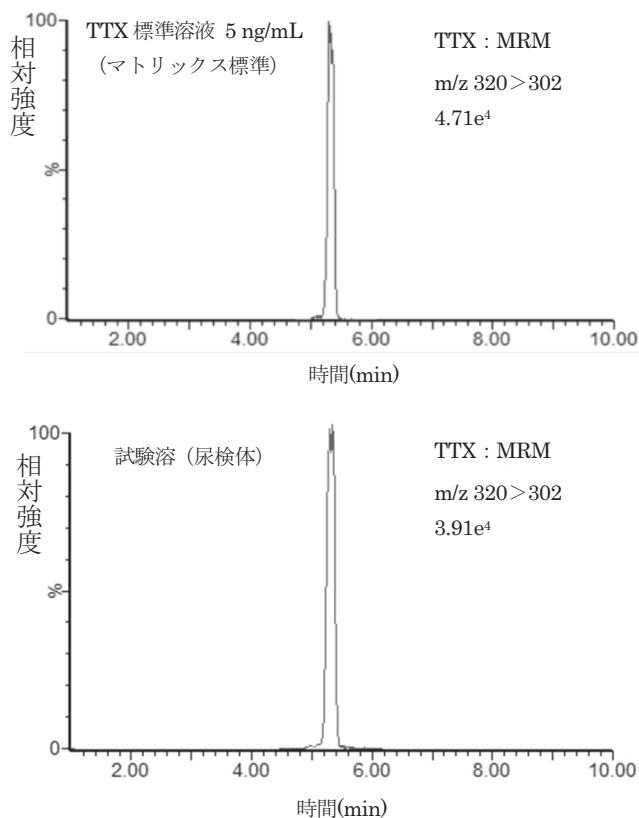 100
相対強度
%
0
TTX 標準溶液 5 ng/mL
（マトリックス標準）
TTX : MRM
m/z 320＞302
4.71e⁴
2.00 4.00 6.00 8.00 10.00
時間(min)
100
相対強度
%
0
試験溶（尿検体）
TTX : MRM
m/z 320＞302
3.91e⁴
2.00 4.00 6.00 8.00 10.00
時間(min)